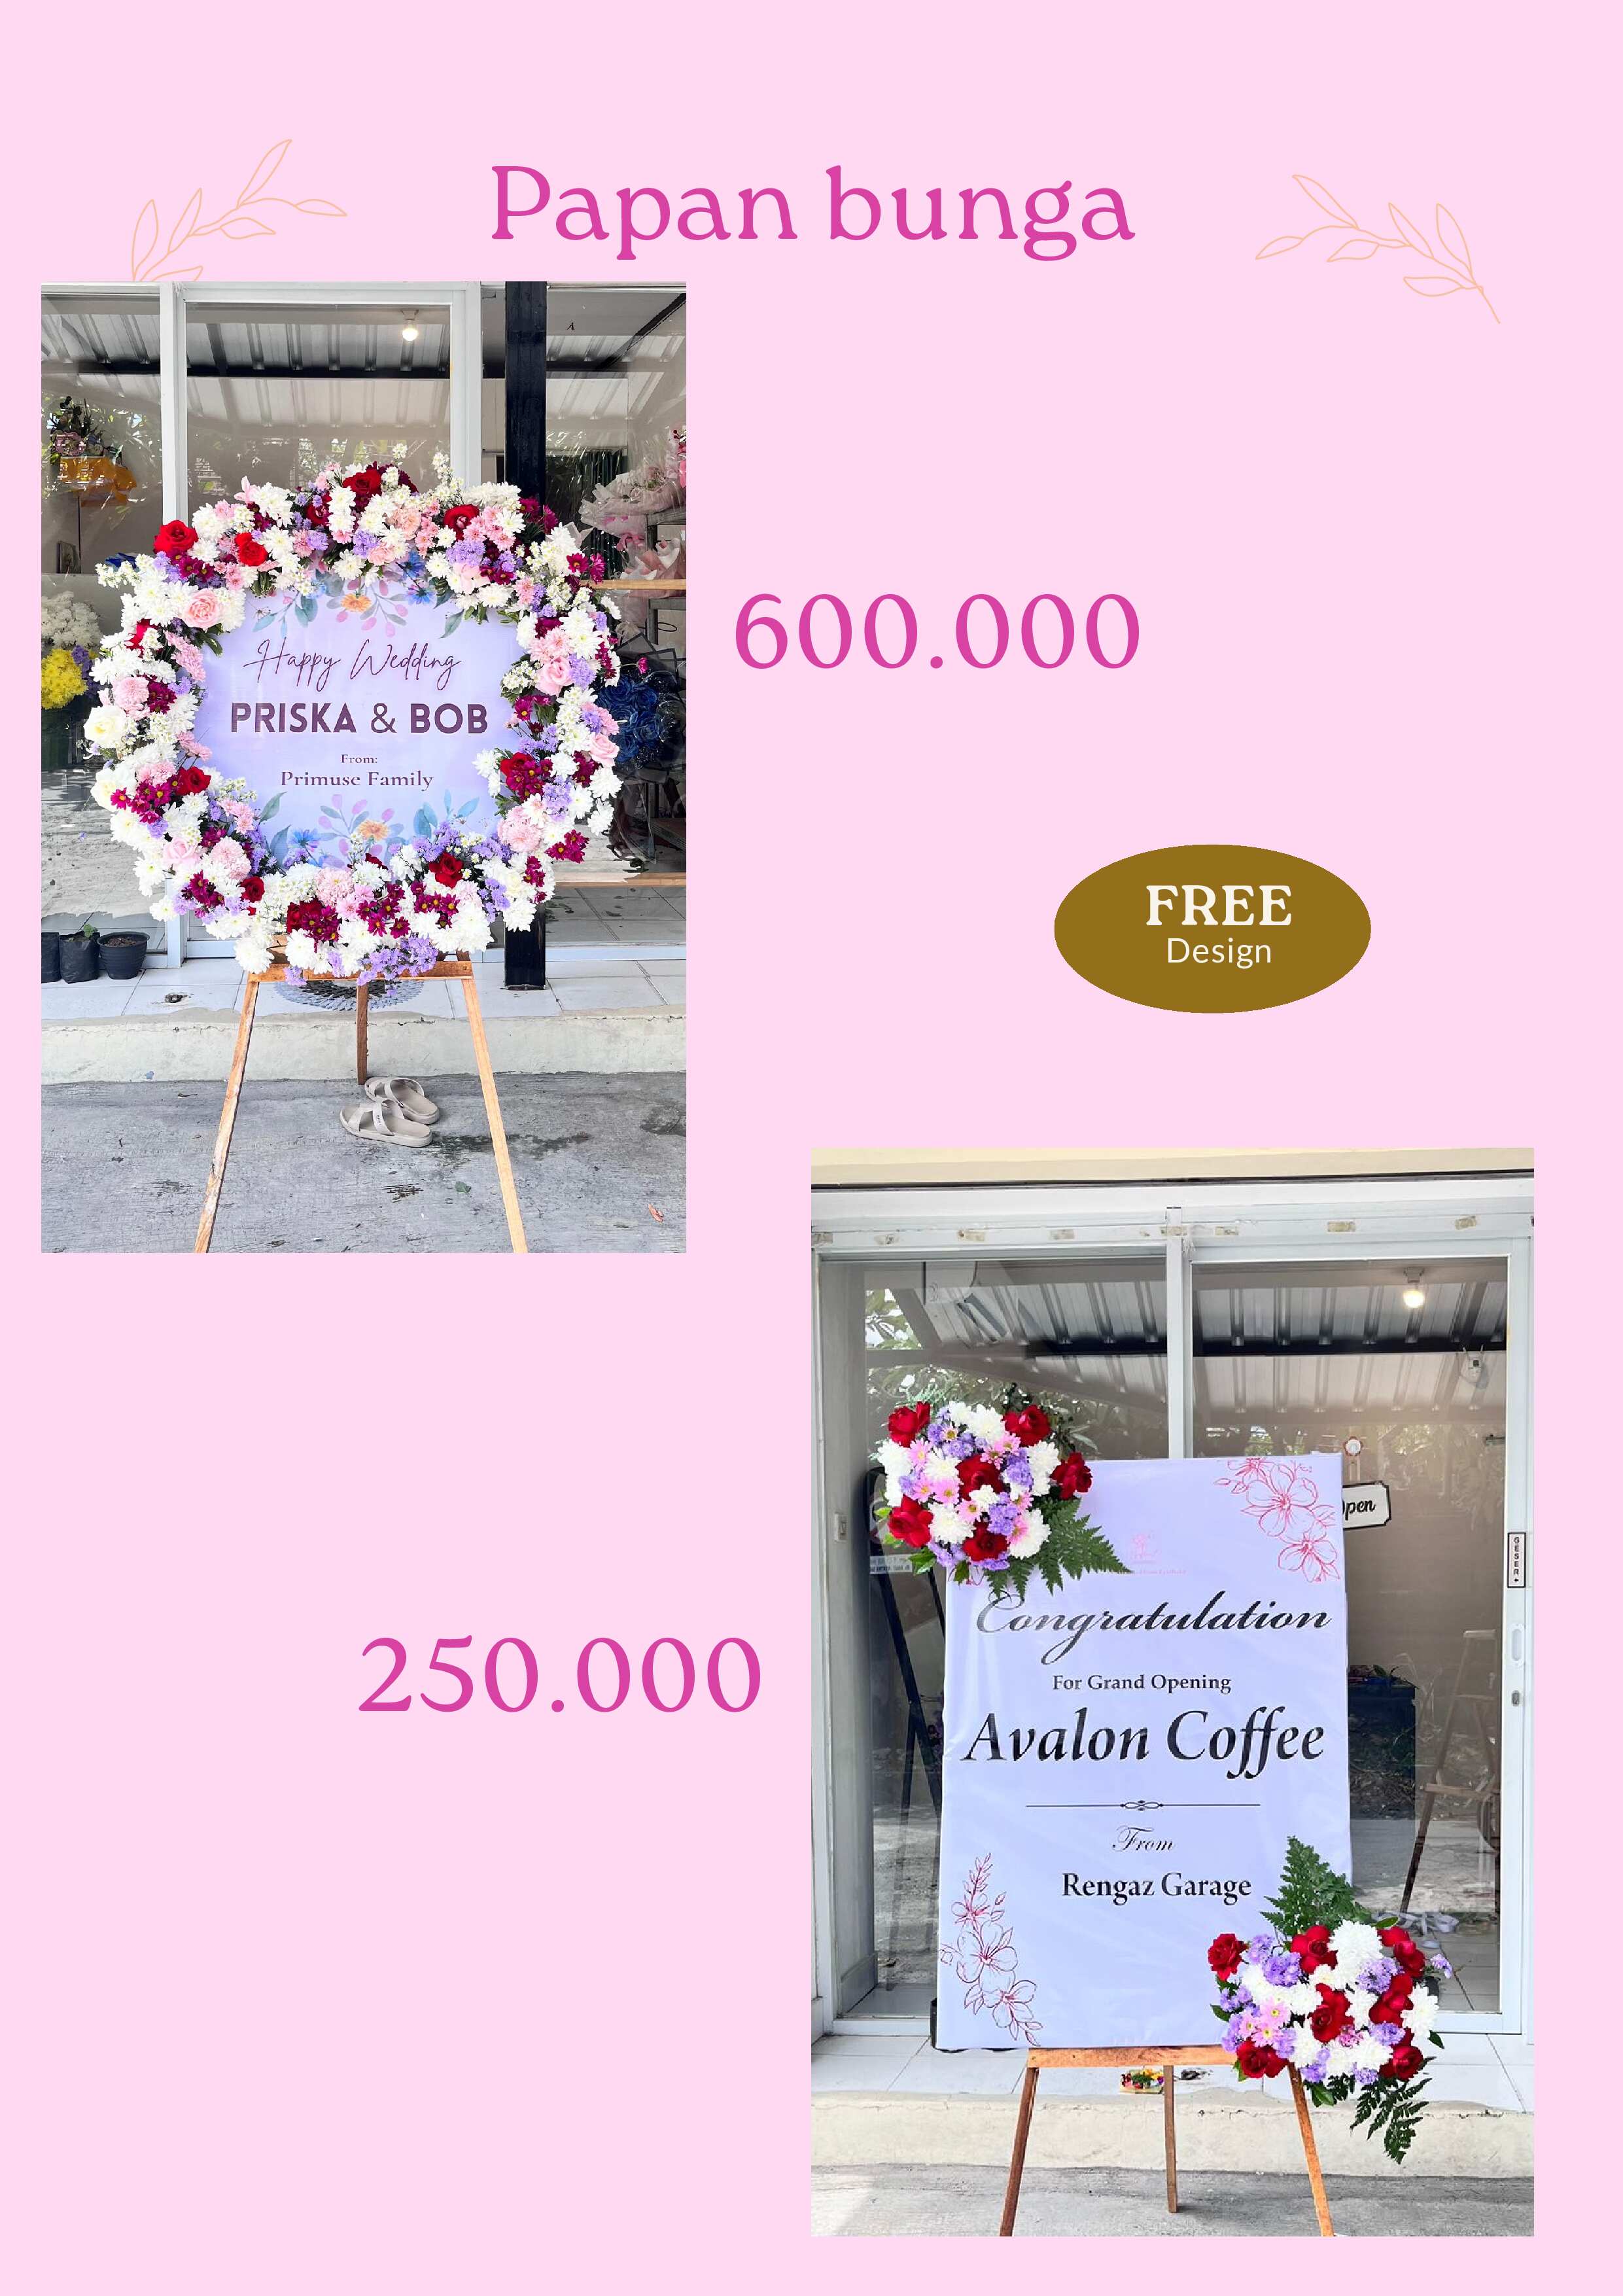 Papan bunga
Happy Wedding
PRISKA & BOB
From:
Primuse Family
600.000
FREE
Design
250.000
Open
GESER
Congratulation
For Grand Opening
Avalon Coffee
From
Rengaz Garage